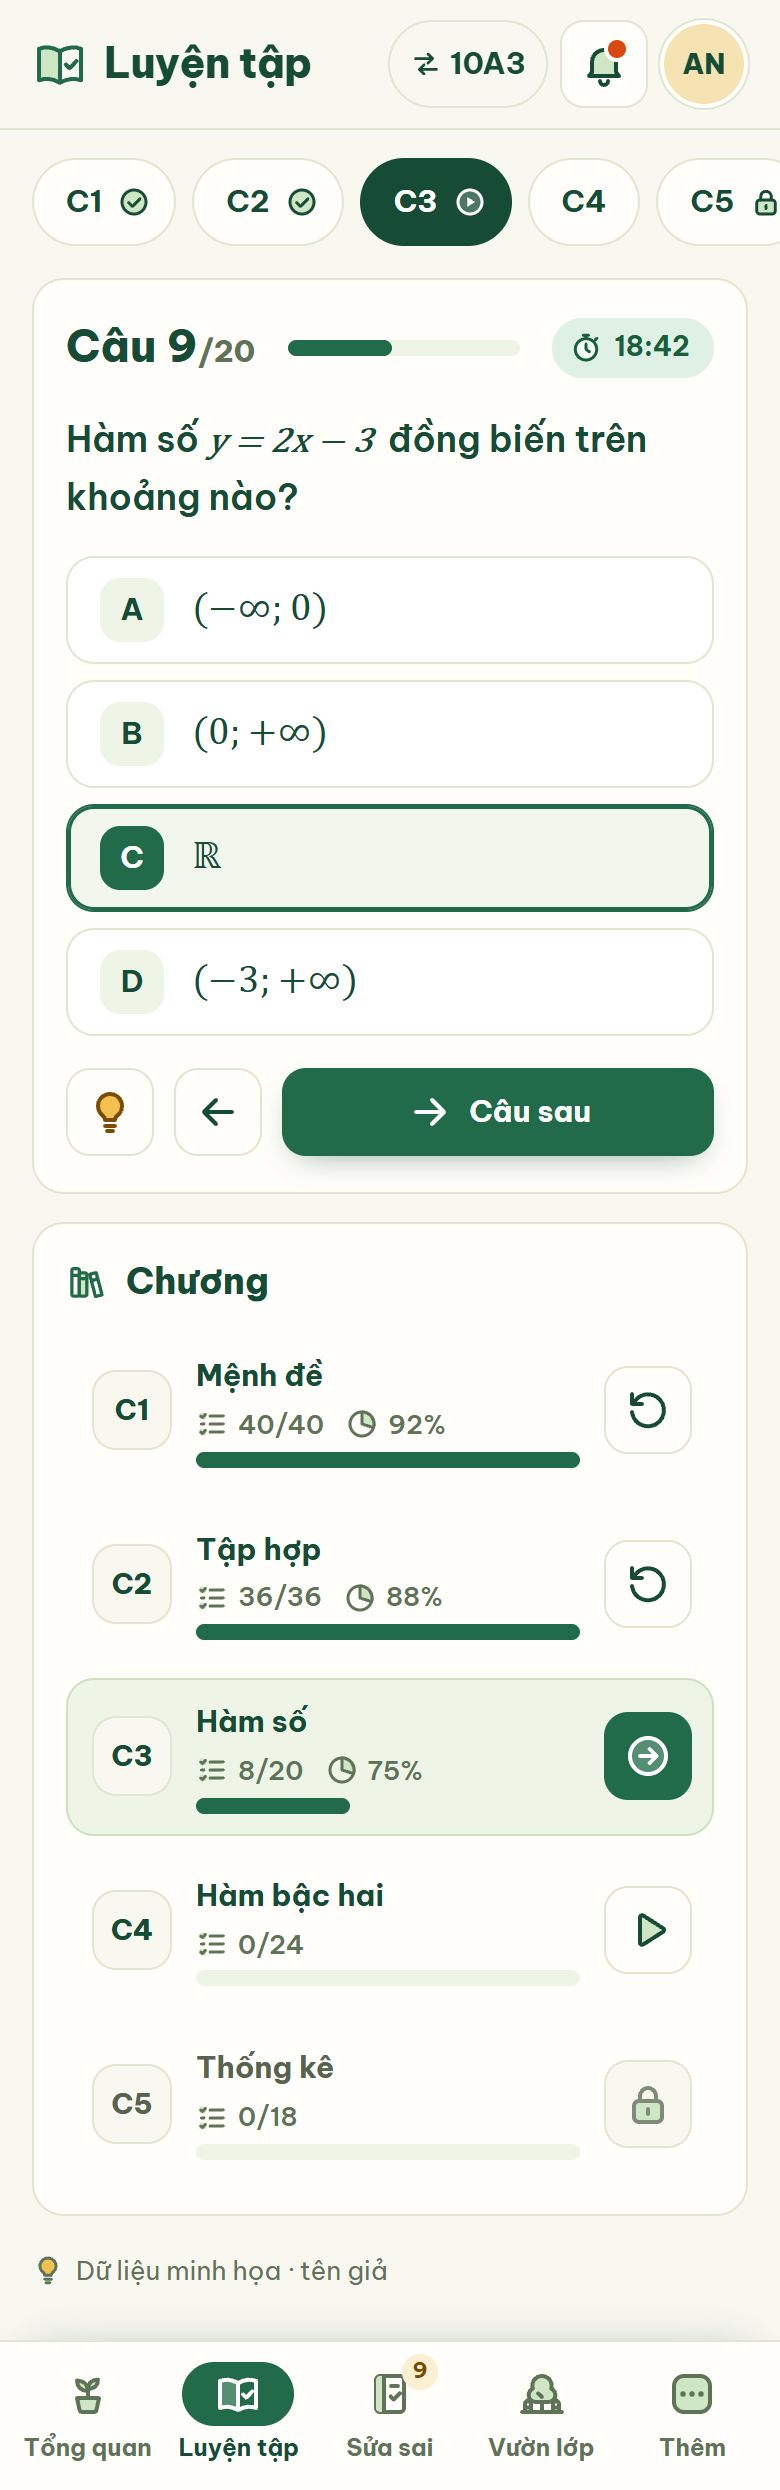 Luyện tập
10A3
AN
C1
C2
C3
C4
C5
Câu 9/20
18:42
Hàm số y = 2x − 3 đồng biến trên
khoảng nào?
A (−∞; 0)
B (0; +∞)
C ℝ
D (−3; +∞)
Câu sau
Chương
C1
Mệnh đề
40/40 92%
C2
Tập hợp
36/36 88%
C3
Hàm số
8/20 75%
C4
Hàm bậc hai
0/24
C5
Thống kê
0/18
Dữ liệu minh họa · tên giả
9
Tổng quan
Luyện tập
Sửa sai
Vườn lớp
Thêm